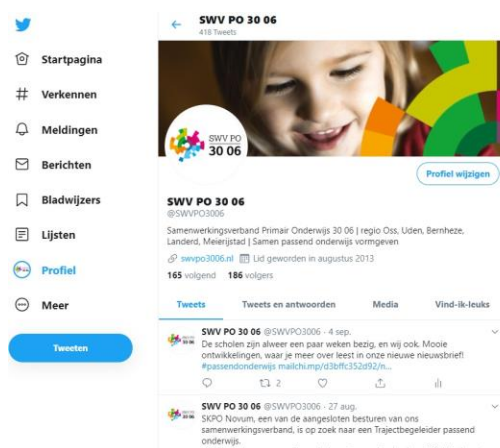 SWV PO 30 06
418 Tweets
Startpagina
Verkennen
Meldingen
Berichten
Bladwijzers
Lijsten
Profiel
Meer
Tweeten
SWV PO
30 06
Profiel wijzigen
SWV PO 30 06
@SWVPO3006
Samenwerkingsverband Primair Onderwijs 30 06 | regio Oss, Uden, Bernheze,
Landerd, Meierijstad | Samen passend onderwijs vormgeven
swvpo3006.nl Lid geworden in augustus 2013
165 volgend 186 volgers
Tweets Tweets en antwoorden Media Vind-ik-leuks
SWV PO 30 06 @SWVPO3006 · 4 sep.
De scholen zijn alweer een paar weken bezig, en wij ook. Mooie
ontwikkelingen, waar je meer over leest in onze nieuwe nieuwsbrief!
#passendonderwijs mailchi.mp/d3bffc352d92/n...
2
SWV PO 30 06 @SWVPO3006 · 27 aug.
SKPO Novum, een van de aangesloten besturen van ons
samenwerkingsverband, is op zoek naar een Trajectbegeleider passend
onderwijs.